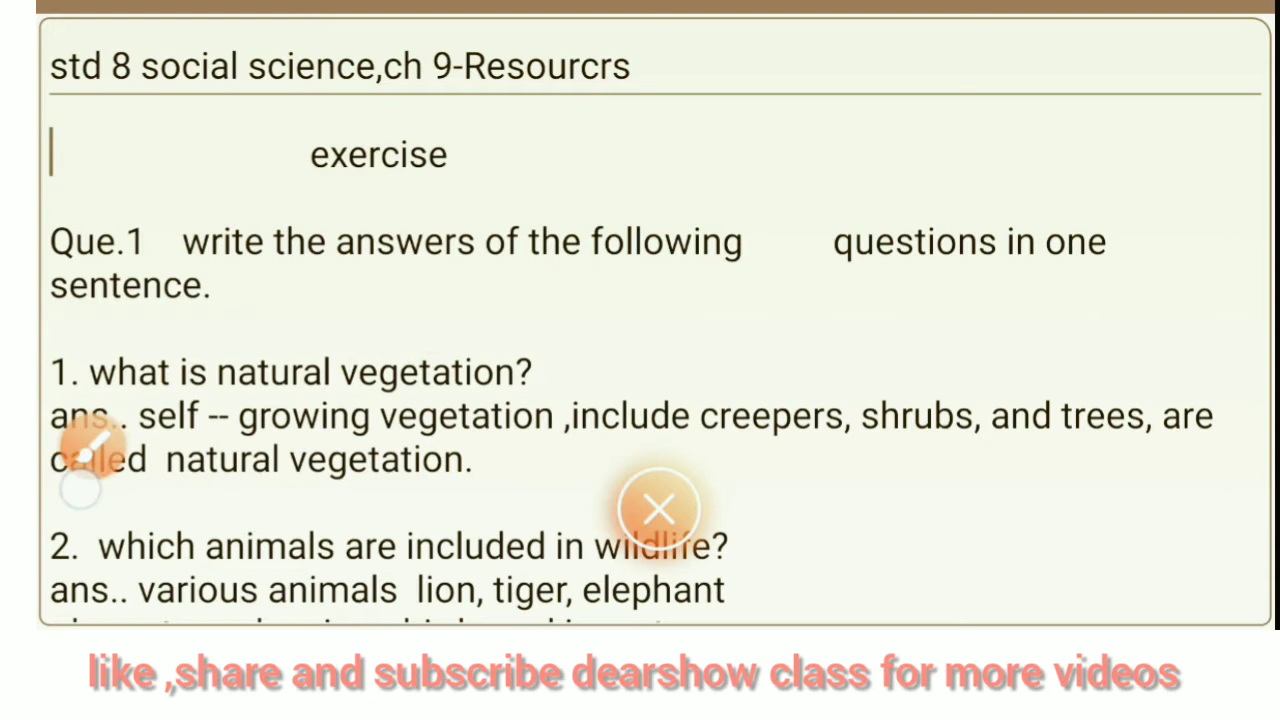 std 8 social science,ch 9-Resourcrs
exercise
Que.1 write the answers of the following questions in one
sentence.
1. what is natural vegetation?
ans.. self -- growing vegetation ,include creepers, shrubs, and trees, are
called natural vegetation.
2. which animals are included in wildlife?
ans.. various animals lion, tiger, elephant
like ,share and subscribe dearshow class for more videos